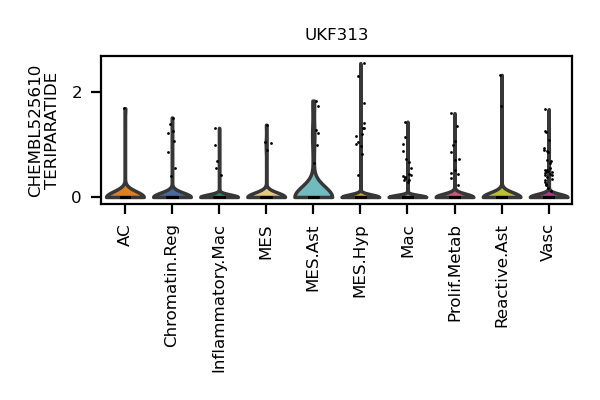 UKF313
CHEMBL525610
TERIPARATIDE
2
0
AC
Chromatin.Reg
Inflammatory.Mac
MES
MES.Ast
MES.Hyp
Mac
Prolif.Metab
Reactive.Ast
Vasc